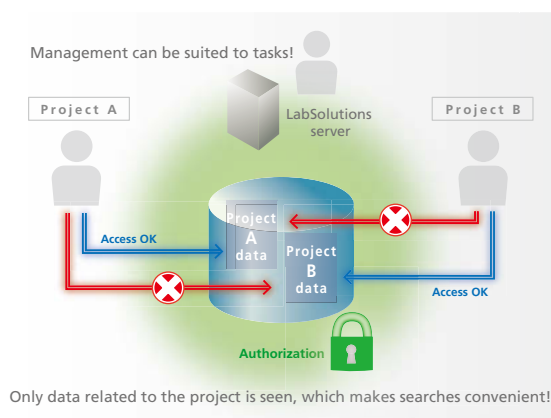 Management can be suited to tasks!
Project A
LabSolutions
server
Project B
Project
A
data
Project
B
data
Access OK
Access OK
Authorization
Only data related to the project is seen, which makes searches convenient!